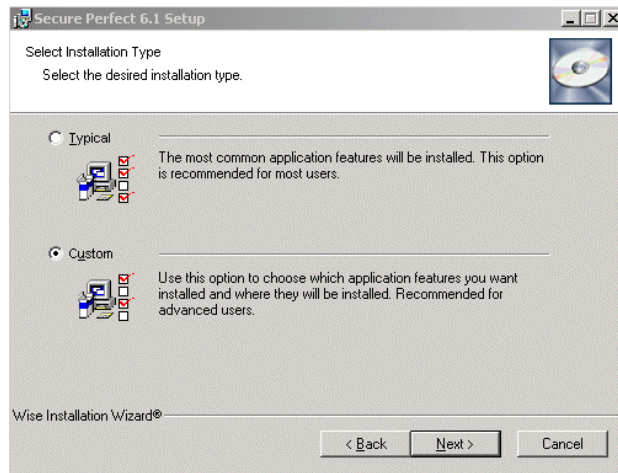 Secure Perfect 6.1 Setup
Select Installation Type
Select the desired installation type.
Typical
The most common application features will be installed. This option
is recommended for most users.
Custom
Use this option to choose which application features you want
installed and where they will be installed. Recommended for
advanced users.
Wise Installation Wizard®
< Back Next > Cancel